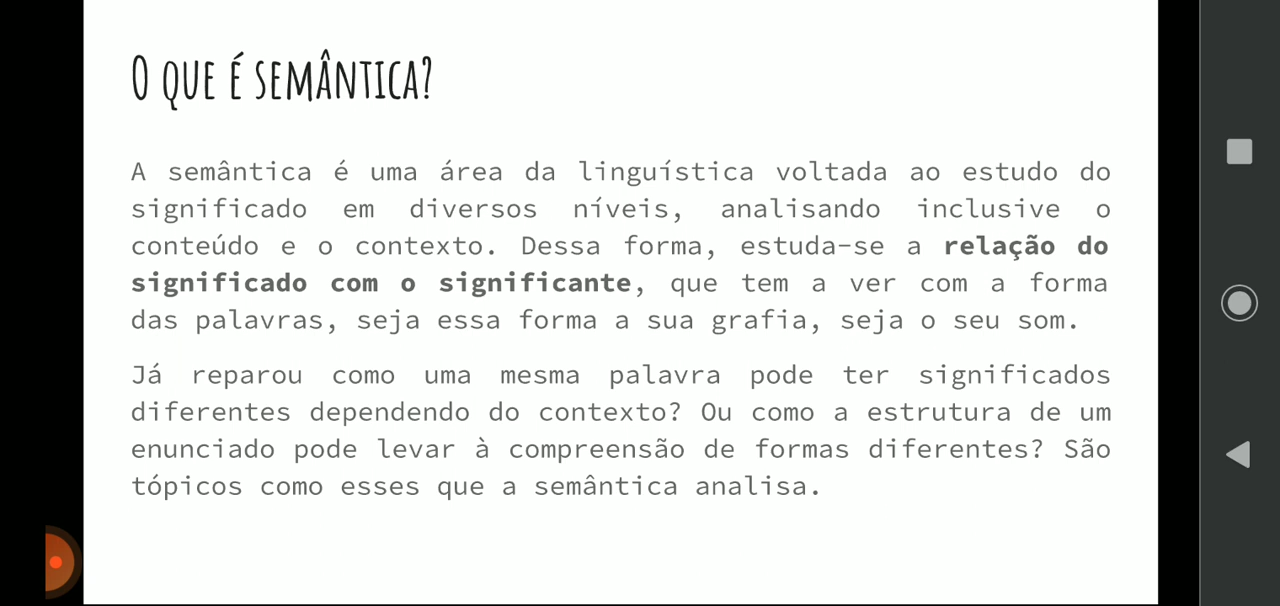 O QUE É SEMÂNTICA?
A semântica é uma área da linguística voltada ao estudo do
significado em diversos níveis, analisando inclusive o
conteúdo e o contexto. Dessa forma, estuda-se a relação do
significado com o significante, que tem a ver com a forma
das palavras, seja essa forma a sua grafia, seja o seu som.
Já reparou como uma mesma palavra pode ter significados
diferentes dependendo do contexto? Ou como a estrutura de um
enunciado pode levar à compreensão de formas diferentes? São
tópicos como esses que a semântica analisa.